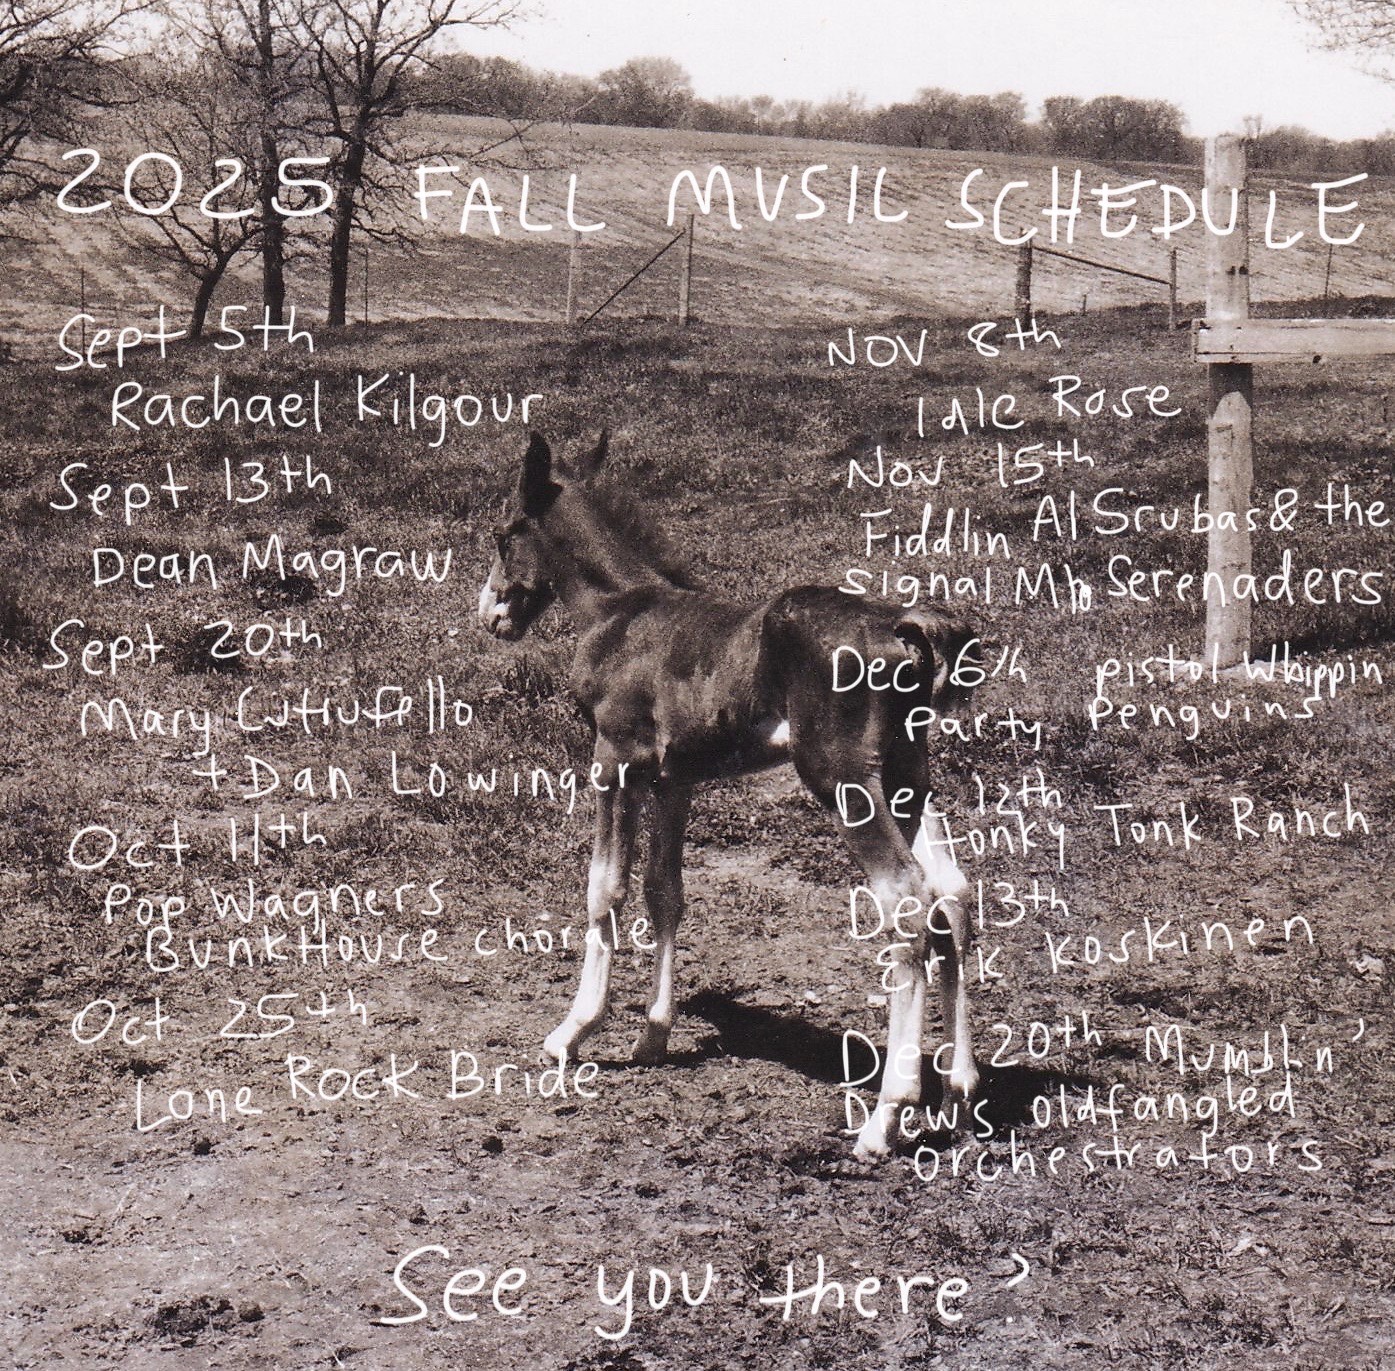 2025 FALL MUSIC SCHEDULE
Sept 5th
Rachael Kilgour
Sept 13th
Dean Magraw
Sept 20th
Mary Cutrufello
+ Dan Lowinger
Oct 11th
Pop Wagners
BunkHouse chorale
Oct 25th
Lone Rock Bride
NOV 8th
Idle Rose
Nov 15th
Fiddlin Al Srubas & the
Signal Serenaders
Dec 6th pistol Whippin
Party Penguins
Dec 12th
Honky Tonk Ranch
Dec 13th
Erik Koskinen
Dec 20th Mumblin'
Drews oldfangled
orchestrators
See you there?